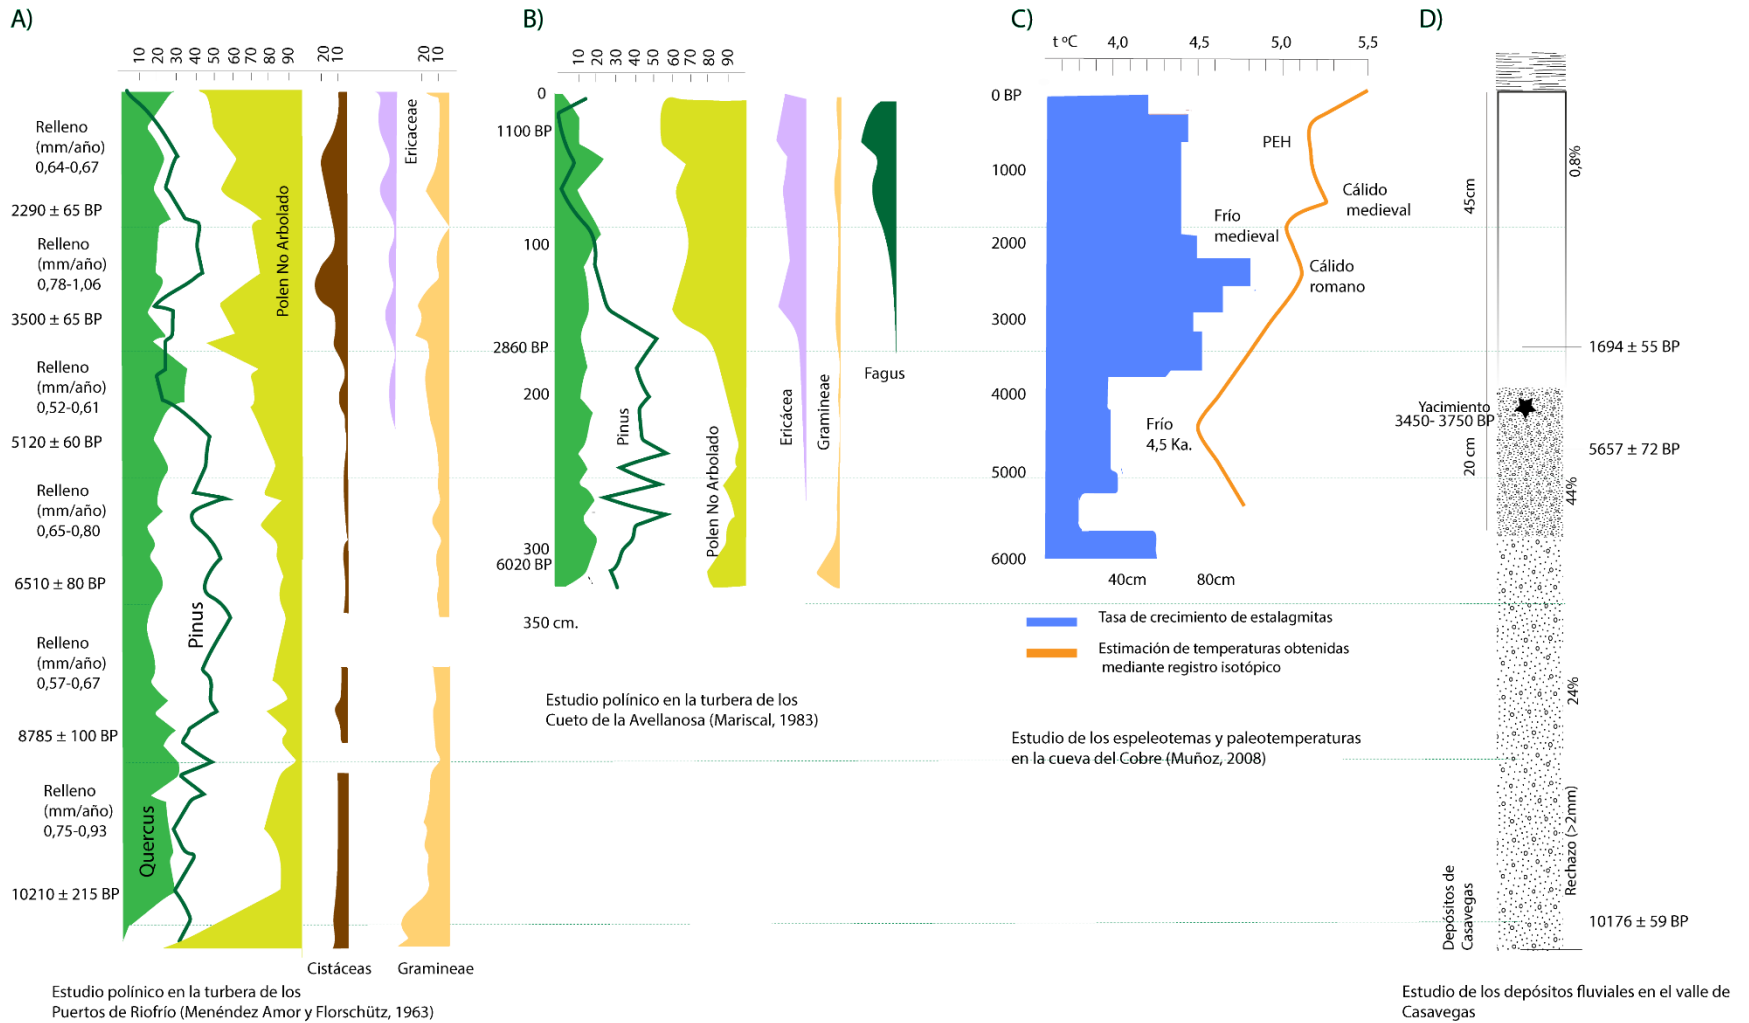 A)
10
20
30
40
50
60
70
80
90
20
10
20
10
Relleno
(mm/año)
0,64-0,67
2290 ± 65 BP
Relleno
(mm/año)
0,78-1,06
3500 ± 65 BP
Relleno
(mm/año)
0,52-0,61
5120 ± 60 BP
Relleno
(mm/año)
0,65-0,80
6510 ± 80 BP
Relleno
(mm/año)
0,57-0,67
8785 ± 100 BP
Relleno
(mm/año)
0,75-0,93
10210 ± 215 BP
Quercus
Pinus
Polen No Arbolado
Ericaceae
Cistáceas
Gramineae
Estudio polínico en la turbera de los
Puertos de Riofrío (Menéndez Amor y Florschütz, 1963)
B)
10
20
30
40
50
60
70
80
90
0
1100 BP
100
2860 BP
200
300
6020 BP
350 cm.
Pinus
Polen No Arbolado
Ericácea
Gramineae
Fagus
Estudio polínico en la turbera de los
Cueto de la Avellanosa (Mariscal, 1983)
C)
t ºC
4,0
4,5
5,0
5,5
0 BP
1000
2000
3000
4000
5000
6000
PEH
Cálido
medieval
Frío
medieval
Cálido
romano
Frío
4,5 Ka.
40cm
80cm
Tasa de crecimiento de estalagmitas
Estimación de temperaturas obtenidas
mediante registro isotópico
Estudio de los espeleotemas y paleotemperaturas
en la cueva del Cobre (Muñoz, 2008)
D)
45cm
0,8%
1694 ± 55 BP
Yacimiento
3450- 3750 BP
5657 ± 72 BP
20 cm
44%
24%
Rechazo (>2mm)
Depósitos de
Casavegas
10176 ± 59 BP
Estudio de los depósitos fluviales en el valle de
Casavegas